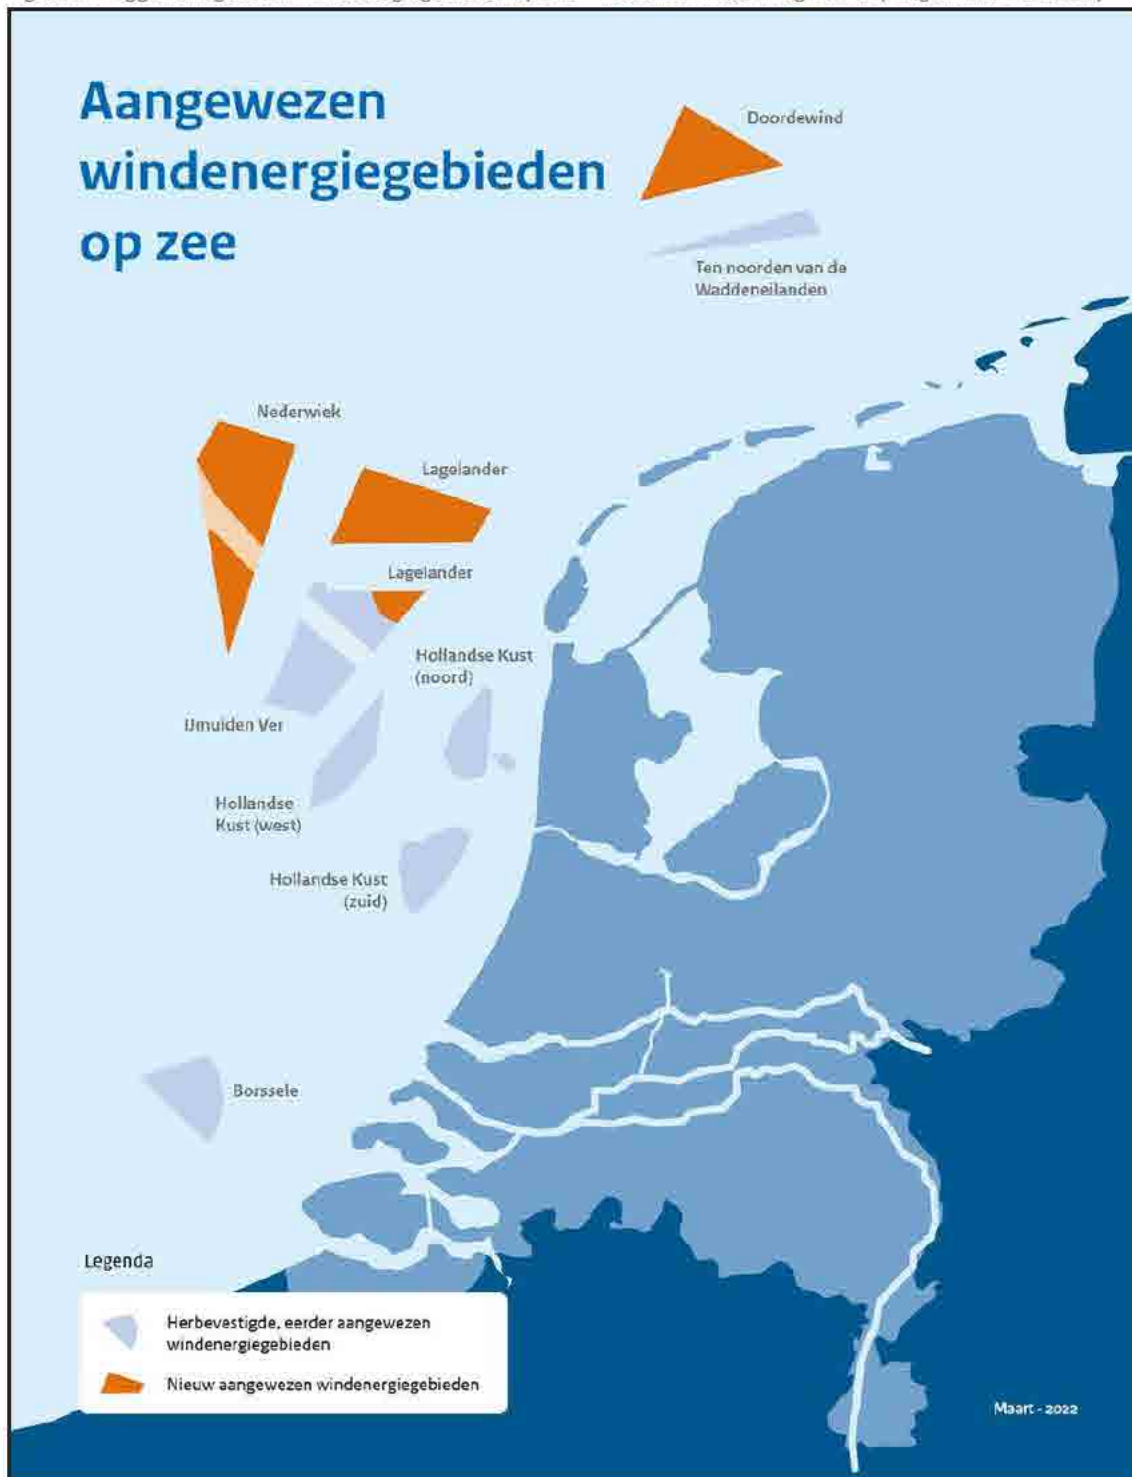 Aangewezen
windenergiegebieden
op zee
Doordewind
Ten noorden van de
Waddeneilanden
Nederwiek
Lagelander
Lagelander
Hollandse Kust
(noord)
IJmuiden Ver
Hollandse
Kust (west)
Hollandse Kust
(zuid)
Borssele
Legenda
Herbevestigde, eerder aangewezen
windenergiegebieden
Nieuw aangewezen windenergiegebieden
Maart - 2022